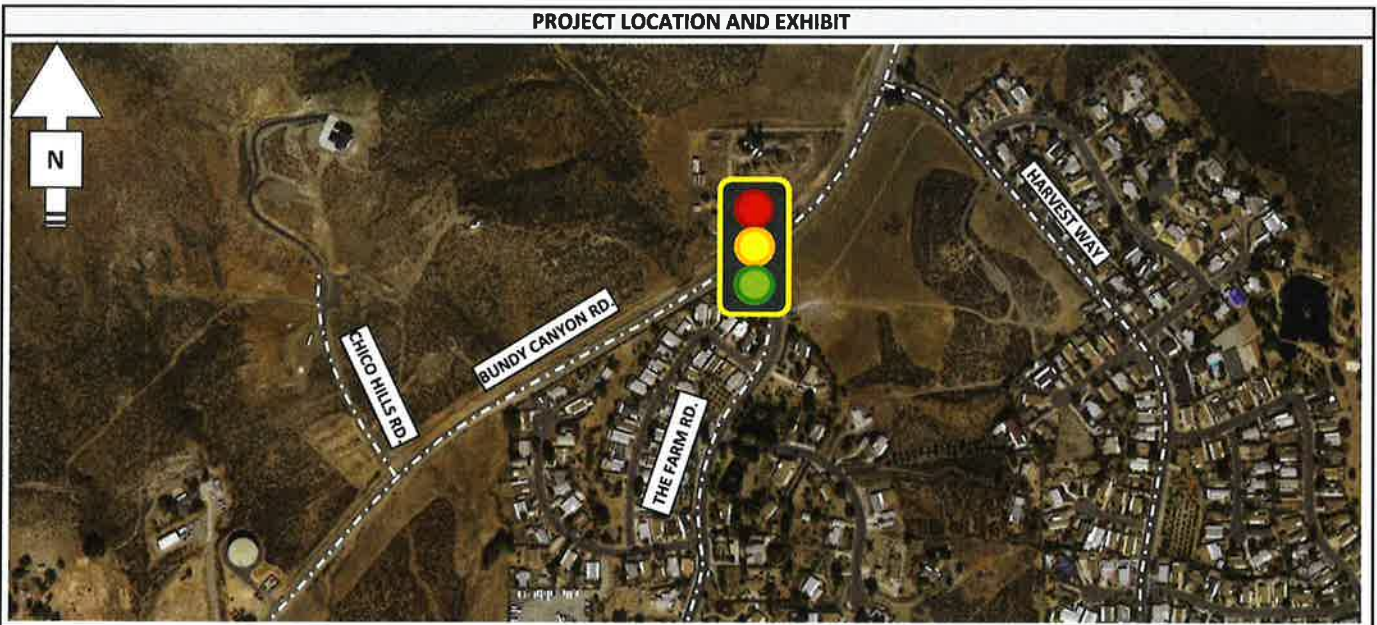 PROJECT LOCATION AND EXHIBIT
N
HARVEST WAY
BUNDY CANYON RD.
CHICO HILLS RD.
THE FARM RD.